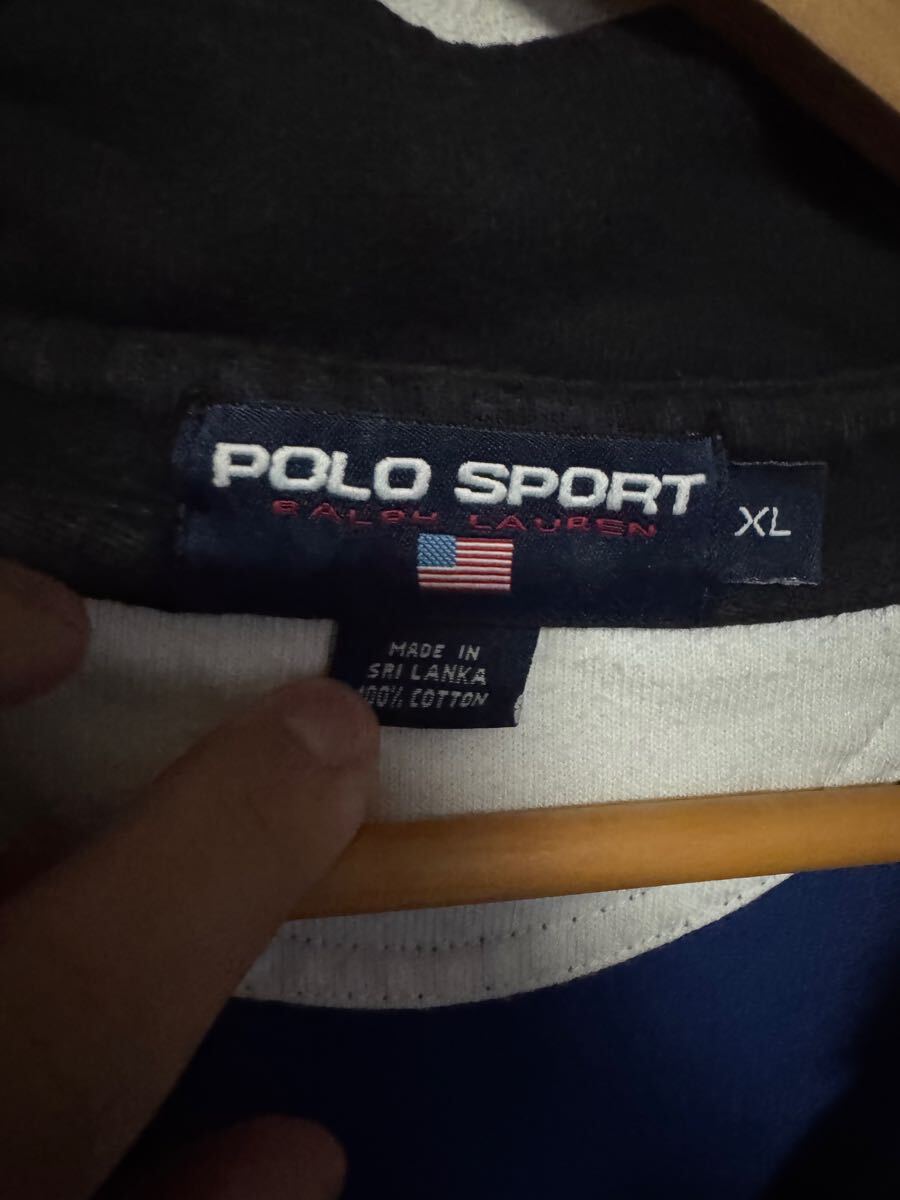 POLO SPORT
RALPH LAUREN
XL
MADE IN
SRI LANKA
100% COTTON